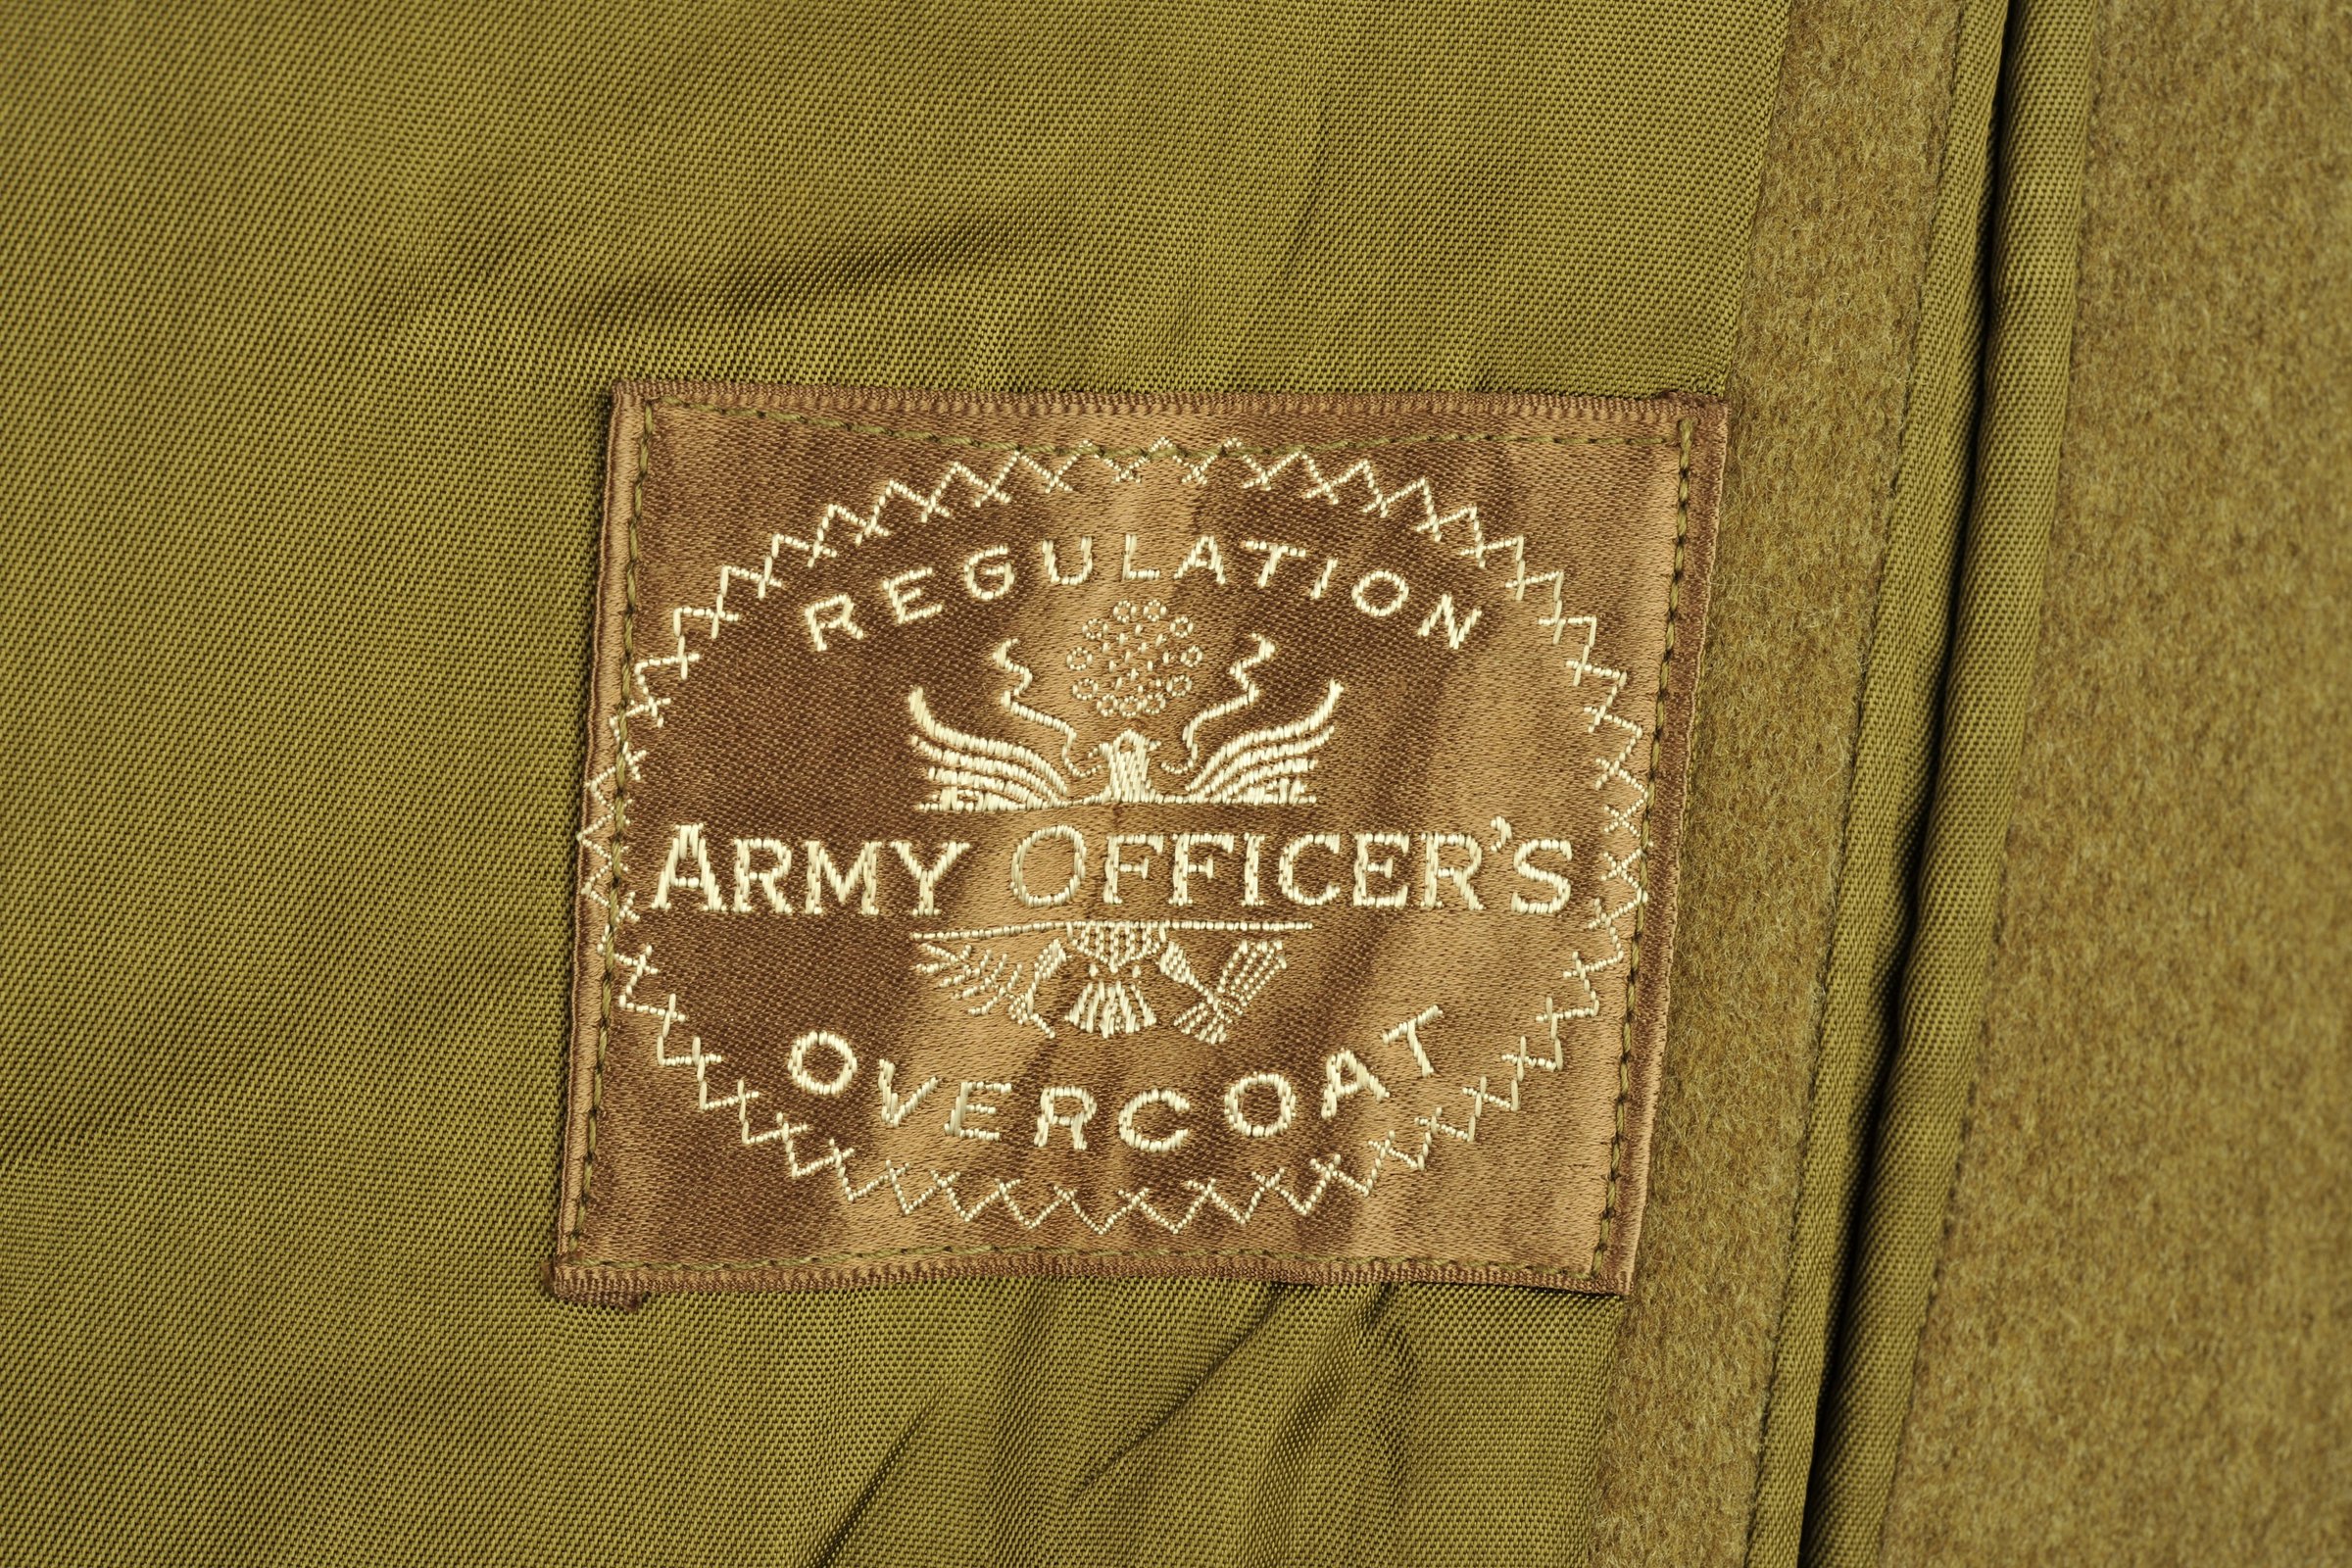 REGULATION
ARMY OFFICER'S
OVERCOAT